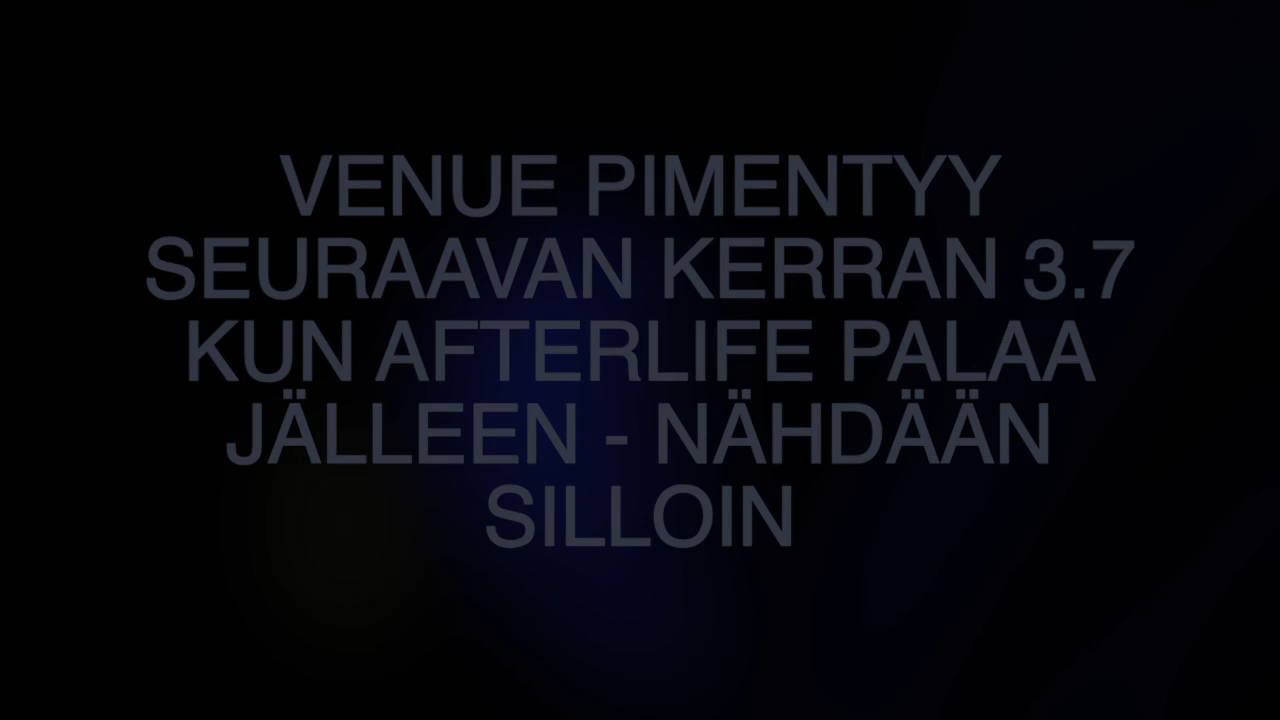 VENUE PIMENTYY
SEURAAVAN KERRAN 3.7
KUN AFTERLIFE PALAA
JÄLLEEN - NÄHDÄÄN
SILLOIN